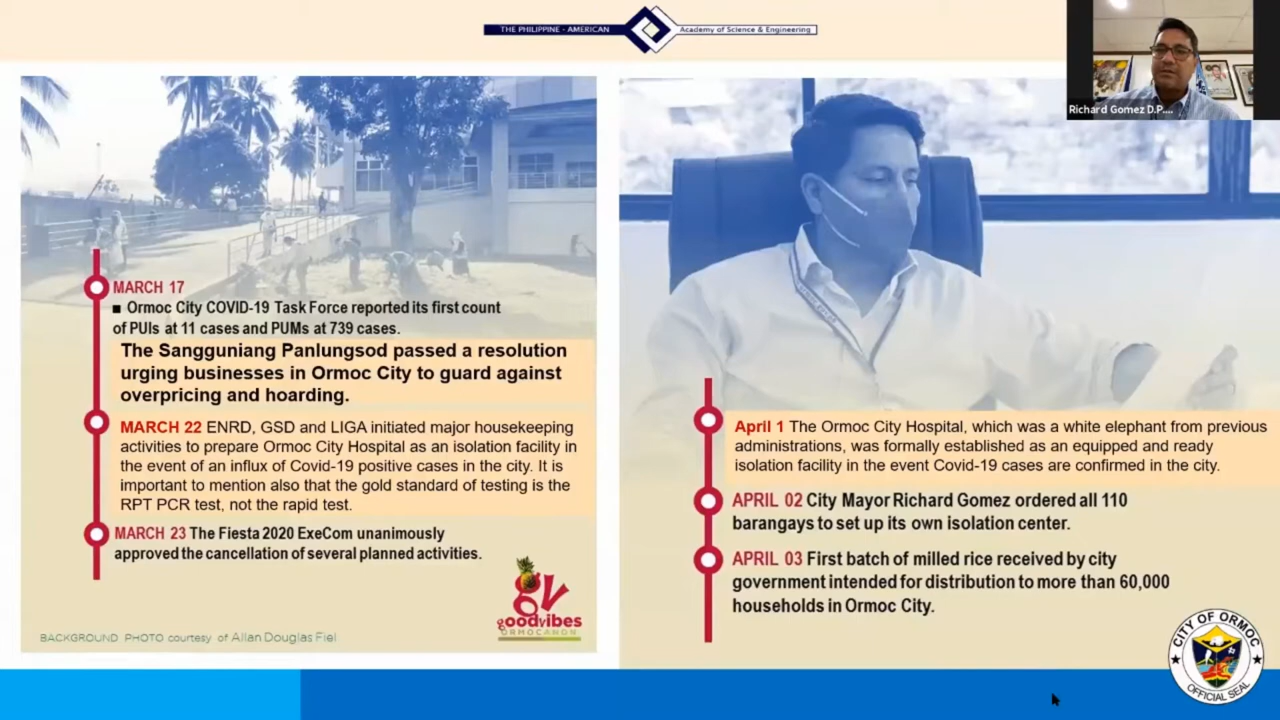 THE PHILIPPINE - AMERICAN
Academy of Science & Engineering
Richard Gomez D.P....
MARCH 17
■ Ormoc City COVID-19 Task Force reported its first count
of PUIs at 11 cases and PUMs at 739 cases.
The Sangguniang Panlungsod passed a resolution
urging businesses in Ormoc City to guard against
overpricing and hoarding.
MARCH 22 ENRD, GSD and LIGA initiated major housekeeping
activities to prepare Ormoc City Hospital as an isolation facility in
the event of an influx of Covid-19 positive cases in the city. It is
important to mention also that the gold standard of testing is the
RPT PCR test, not the rapid test.
MARCH 23 The Fiesta 2020 ExeCom unanimously
approved the cancellation of several planned activities.
gv
goodvibes
ORMOCANON
BACKGROUND PHOTO courtesy of Allan Douglas Fiel
April 1 The Ormoc City Hospital, which was a white elephant from previous
administrations, was formally established as an equipped and ready
isolation facility in the event Covid-19 cases are confirmed in the city.
APRIL 02 City Mayor Richard Gomez ordered all 110
barangays to set up its own isolation center.
APRIL 03 First batch of milled rice received by city
government intended for distribution to more than 60,000
households in Ormoc City.
CITY OF ORMOC
OFFICIAL SEAL